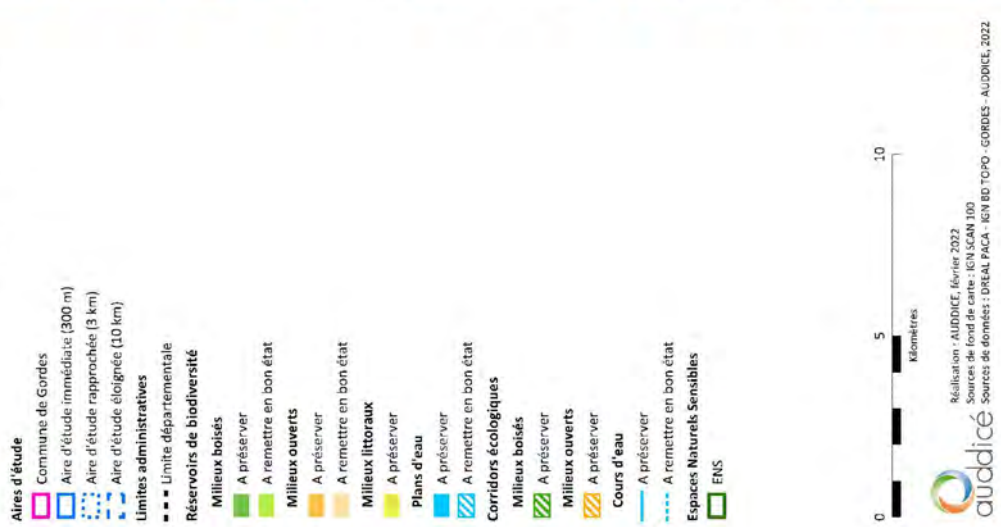 Aires d'étude
Commune de Gordes
Aire d'étude immédiate (300 m)
Aire d'étude rapprochée (3 km)
Aire d'étude éloignée (10 km)
Limites administratives
Limite départementale
Réservoirs de biodiversité
Milieux boisés
A préserver
A remettre en bon état
Milieux ouverts
A préserver
A remettre en bon état
Milieux littoraux
A préserver
Plans d'eau
A préserver
A remettre en bon état
Corridors écologiques
Milieux boisés
A préserver
Milieux ouverts
A préserver
Cours d'eau
A préserver
A remettre en bon état
Espaces Naturels Sensibles
ENS
0 5 10
Kilomètres
auddicé
Réalisation : AUDDICE, février 2022
Sources de fond de carte : IGN SCAN 100
Sources de données : DREAL PACA - IGN BD TOPO - GORDES - AUDDICE, 2022